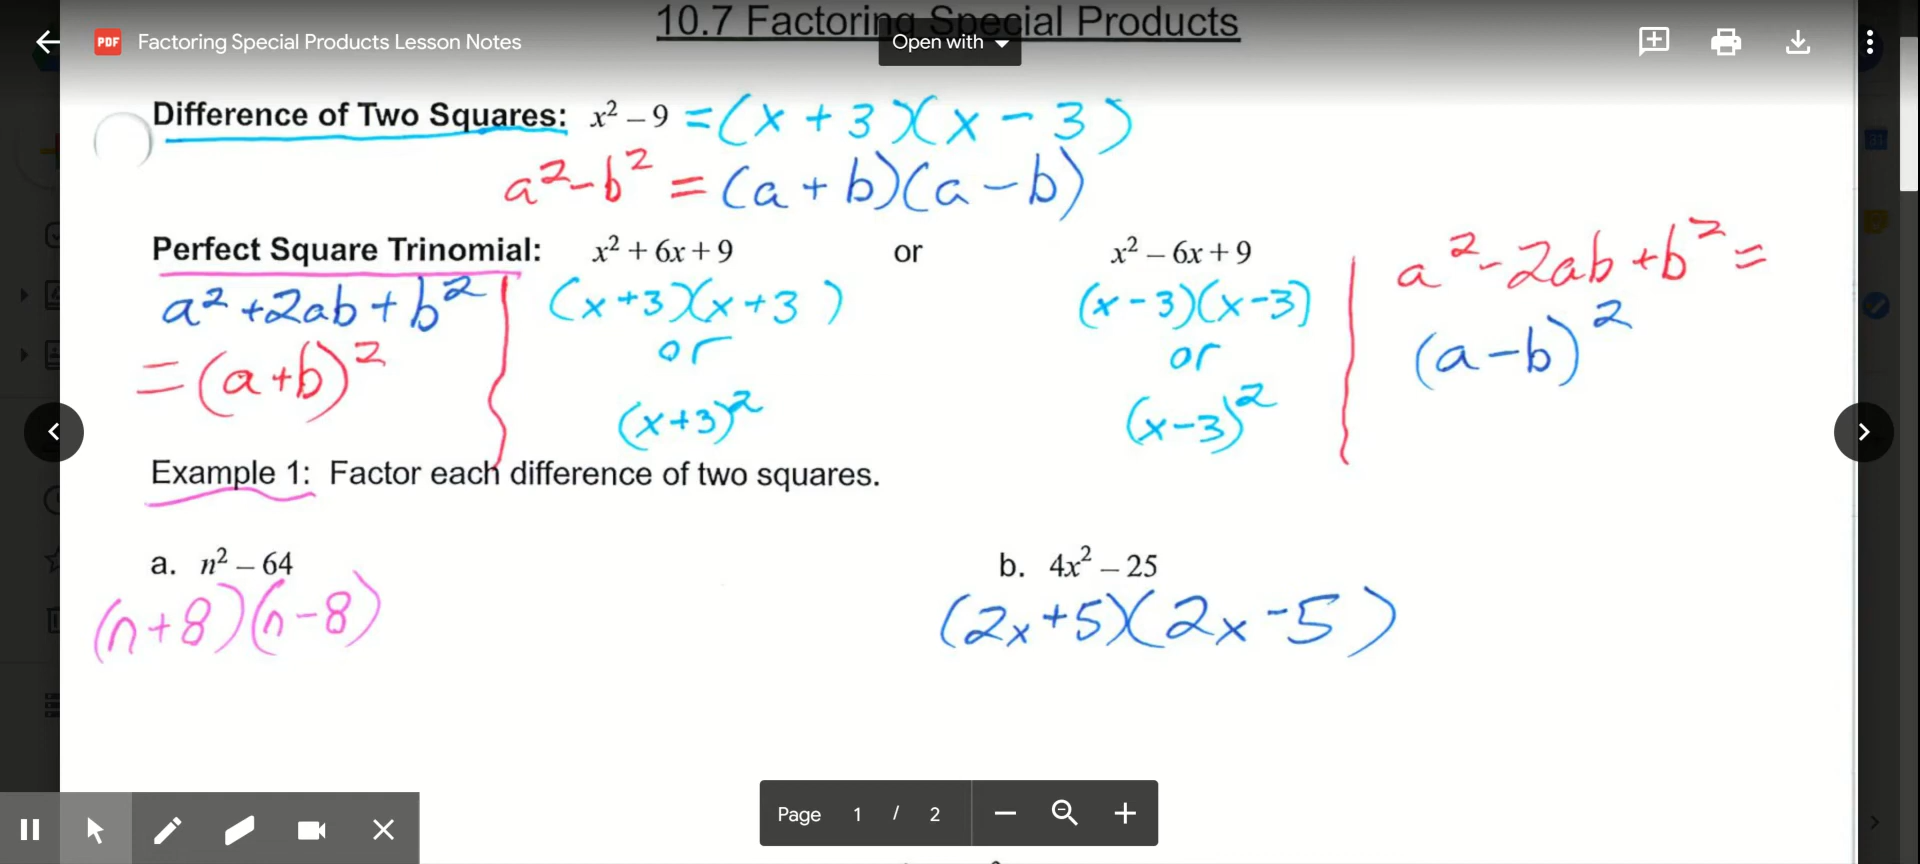 10.7 Factoring Special Products
PDF Factoring Special Products Lesson Notes
Open with
Difference of Two Squares: x² – 9 = (x + 3)(x - 3)
a² - b² = (a + b)(a - b)
Perfect Square Trinomial: x² + 6x + 9 or x² – 6x + 9
a² - 2ab + b² =
a² + 2ab + b² (x + 3)(x + 3) (x - 3)(x - 3)
or or (a - b)²
= (a + b)²
(x + 3)² (x - 3)²
Example 1: Factor each difference of two squares.
a. n² – 64 b. 4x² – 25
(n + 8)(n - 8) (2x + 5)(2x - 5)
Page 1 / 2